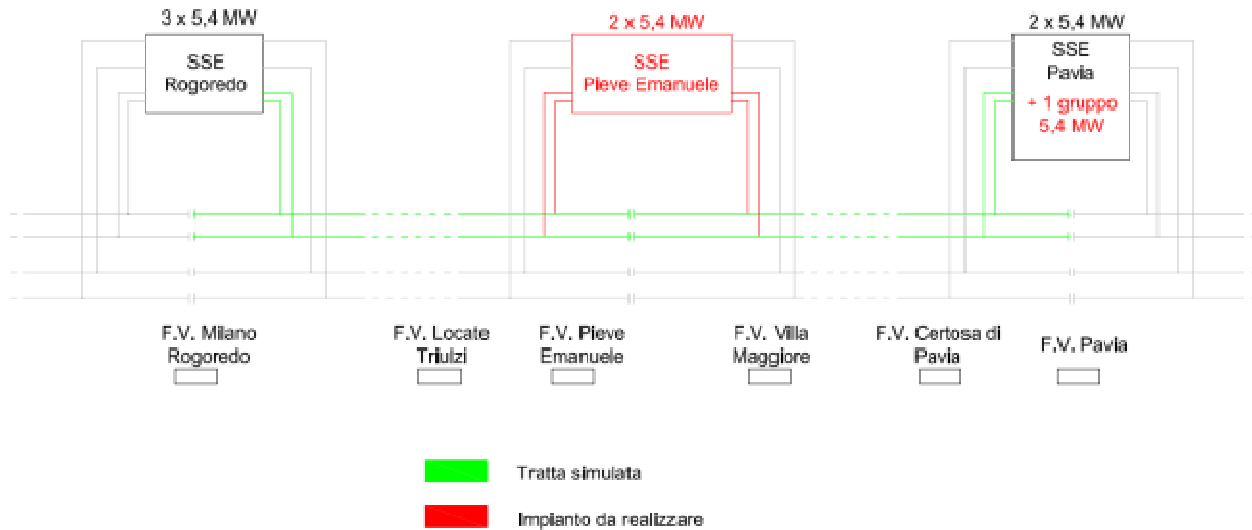 3 x 5,4 MW
SSE
Rogoredo
2 x 5,4 MW
SSE
Pieve Emanuele
2 x 5,4 MW
SSE
Pavia
+ 1 gruppo
5,4 MW
F.V. Milano
Rogoredo
F.V. Locate
Triulzi
F.V. Pieve
Emanuele
F.V. Villa
Maggiore
F.V. Certosa di
Pavia
F.V. Pavia
Tratta simulata
Impianto da realizzare